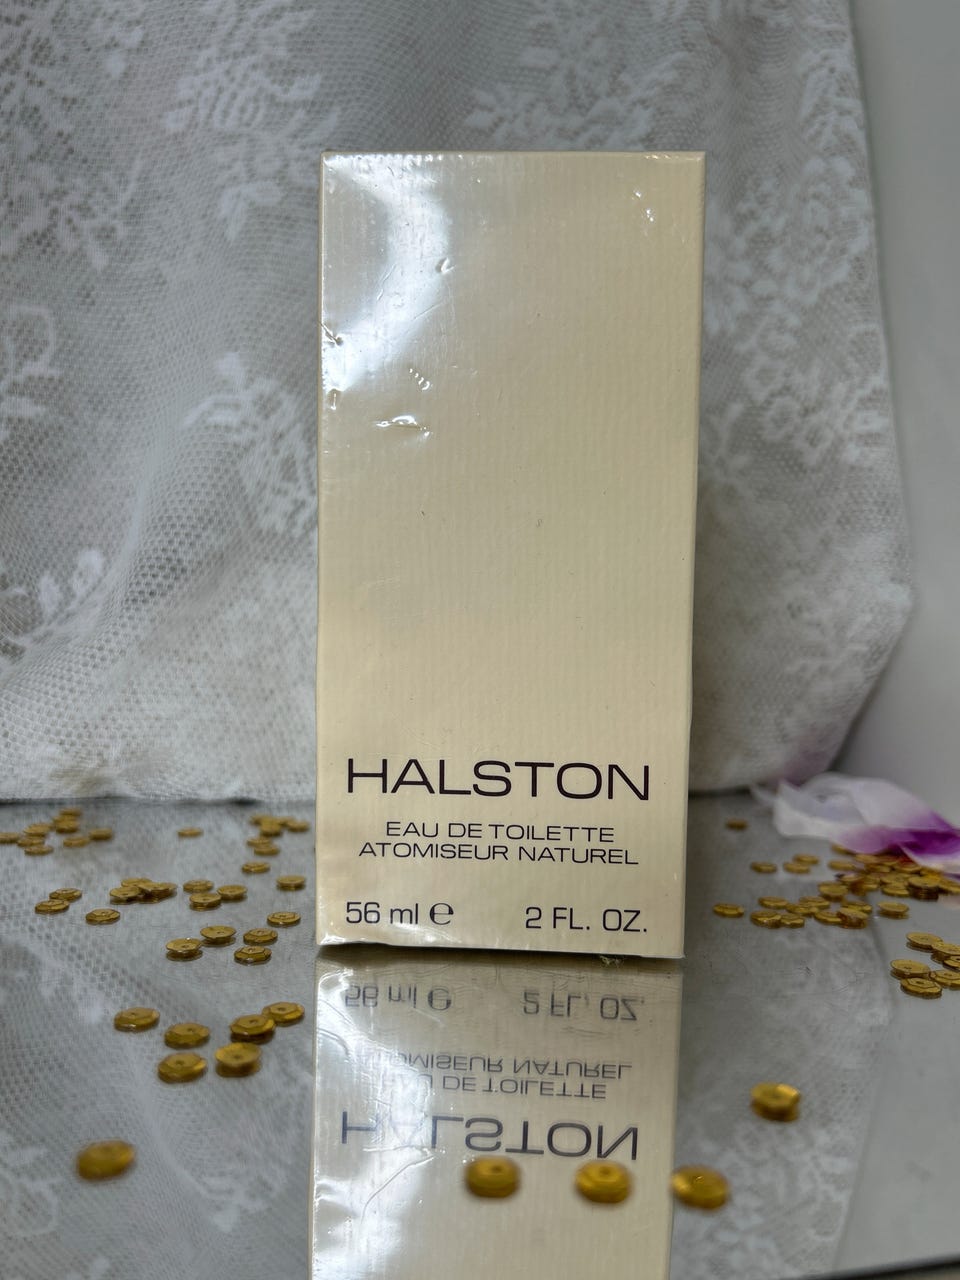 HALSTON
EAU DE TOILETTE
ATOMISEUR NATUREL
56 ml ℮ 2 FL. OZ.